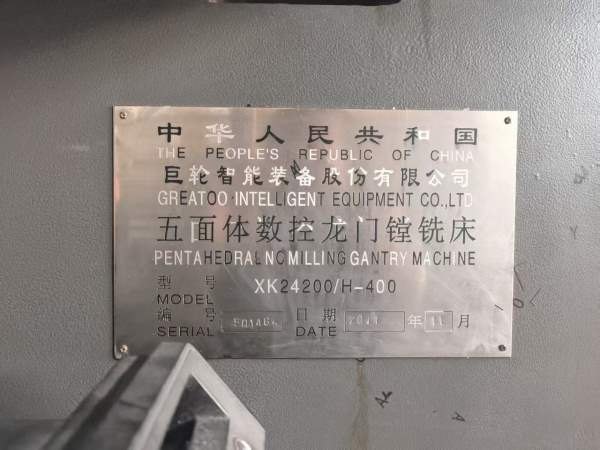 中华人民共和国
THE PEOPLE'S REPUBLIC OF CHINA
巨轮智能装备股份有限公司
GREATOO INTELLIGENT EQUIPMENT CO.,LTD
五面体数控龙门镗铣床
PENTAHEDRAL NC MILLING GANTRY MACHINE
型号 XK24200/H-400
MODEL
编号 日期 年 11 月
SERIAL DATE